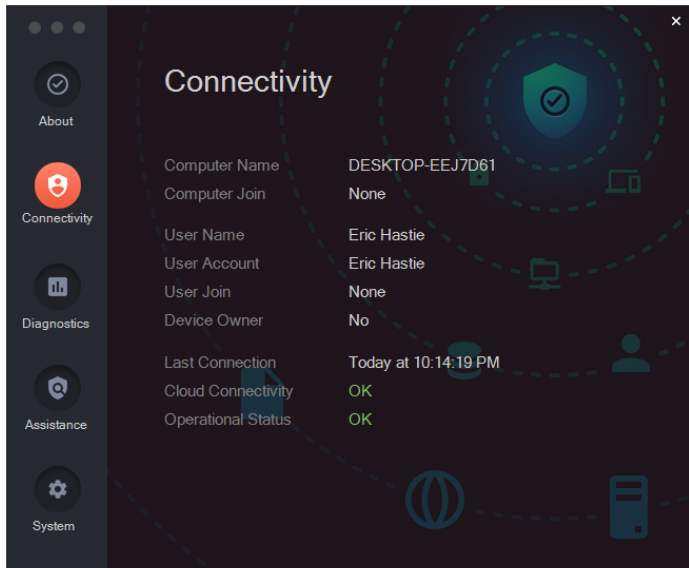 Connectivity
About
Connectivity
Diagnostics
Assistance
System
Computer Name DESKTOP-EEJ7D61
Computer Join None
User Name Eric Hastie
User Account Eric Hastie
User Join None
Device Owner No
Last Connection Today at 10:14:19 PM
Cloud Connectivity OK
Operational Status OK